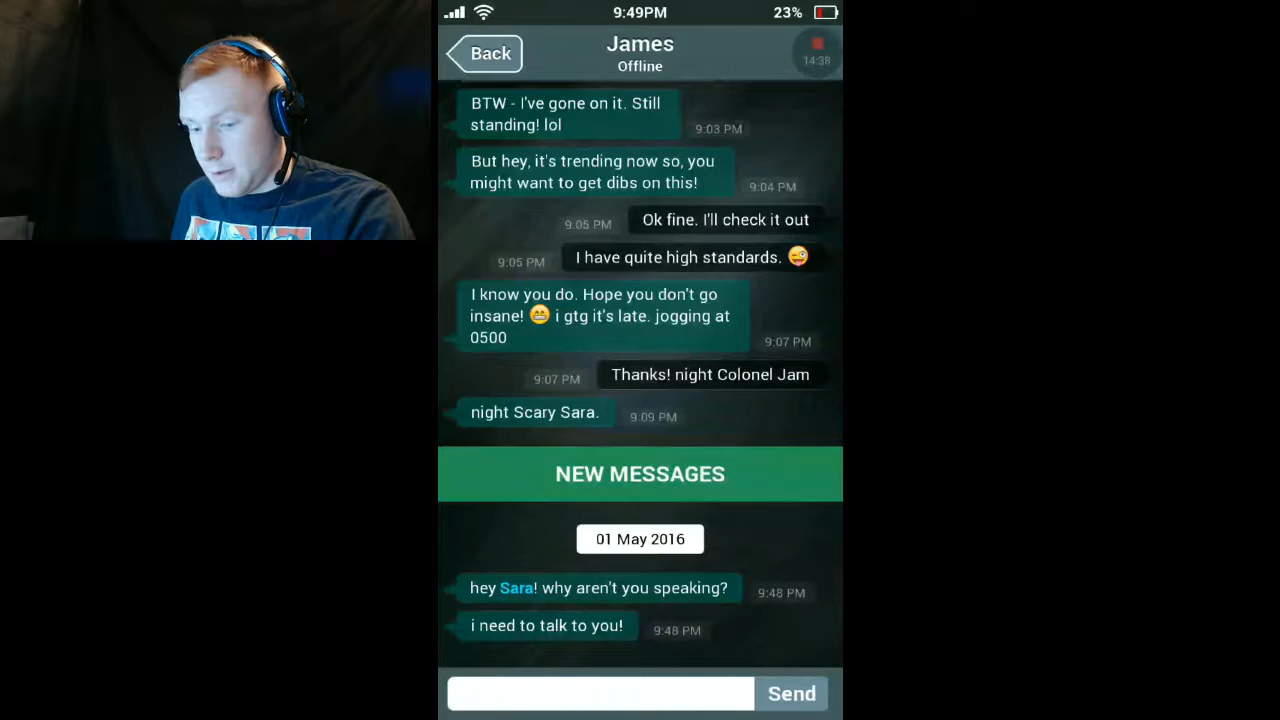 9:49PM
23%
Back
James
Offline
14:38
BTW - I've gone on it. Still
standing! lol
9:03 PM
But hey, it's trending now so, you
might want to get dibs on this!
9:04 PM
9:05 PM
Ok fine. I'll check it out
9:05 PM
I have quite high standards. 😜
I know you do. Hope you don't go
insane! 😁 i gtg it's late. jogging at
0500
9:07 PM
9:07 PM
Thanks! night Colonel Jam
night Scary Sara.
9:09 PM
NEW MESSAGES
01 May 2016
hey Sara! why aren't you speaking?
9:48 PM
i need to talk to you!
9:48 PM
Send